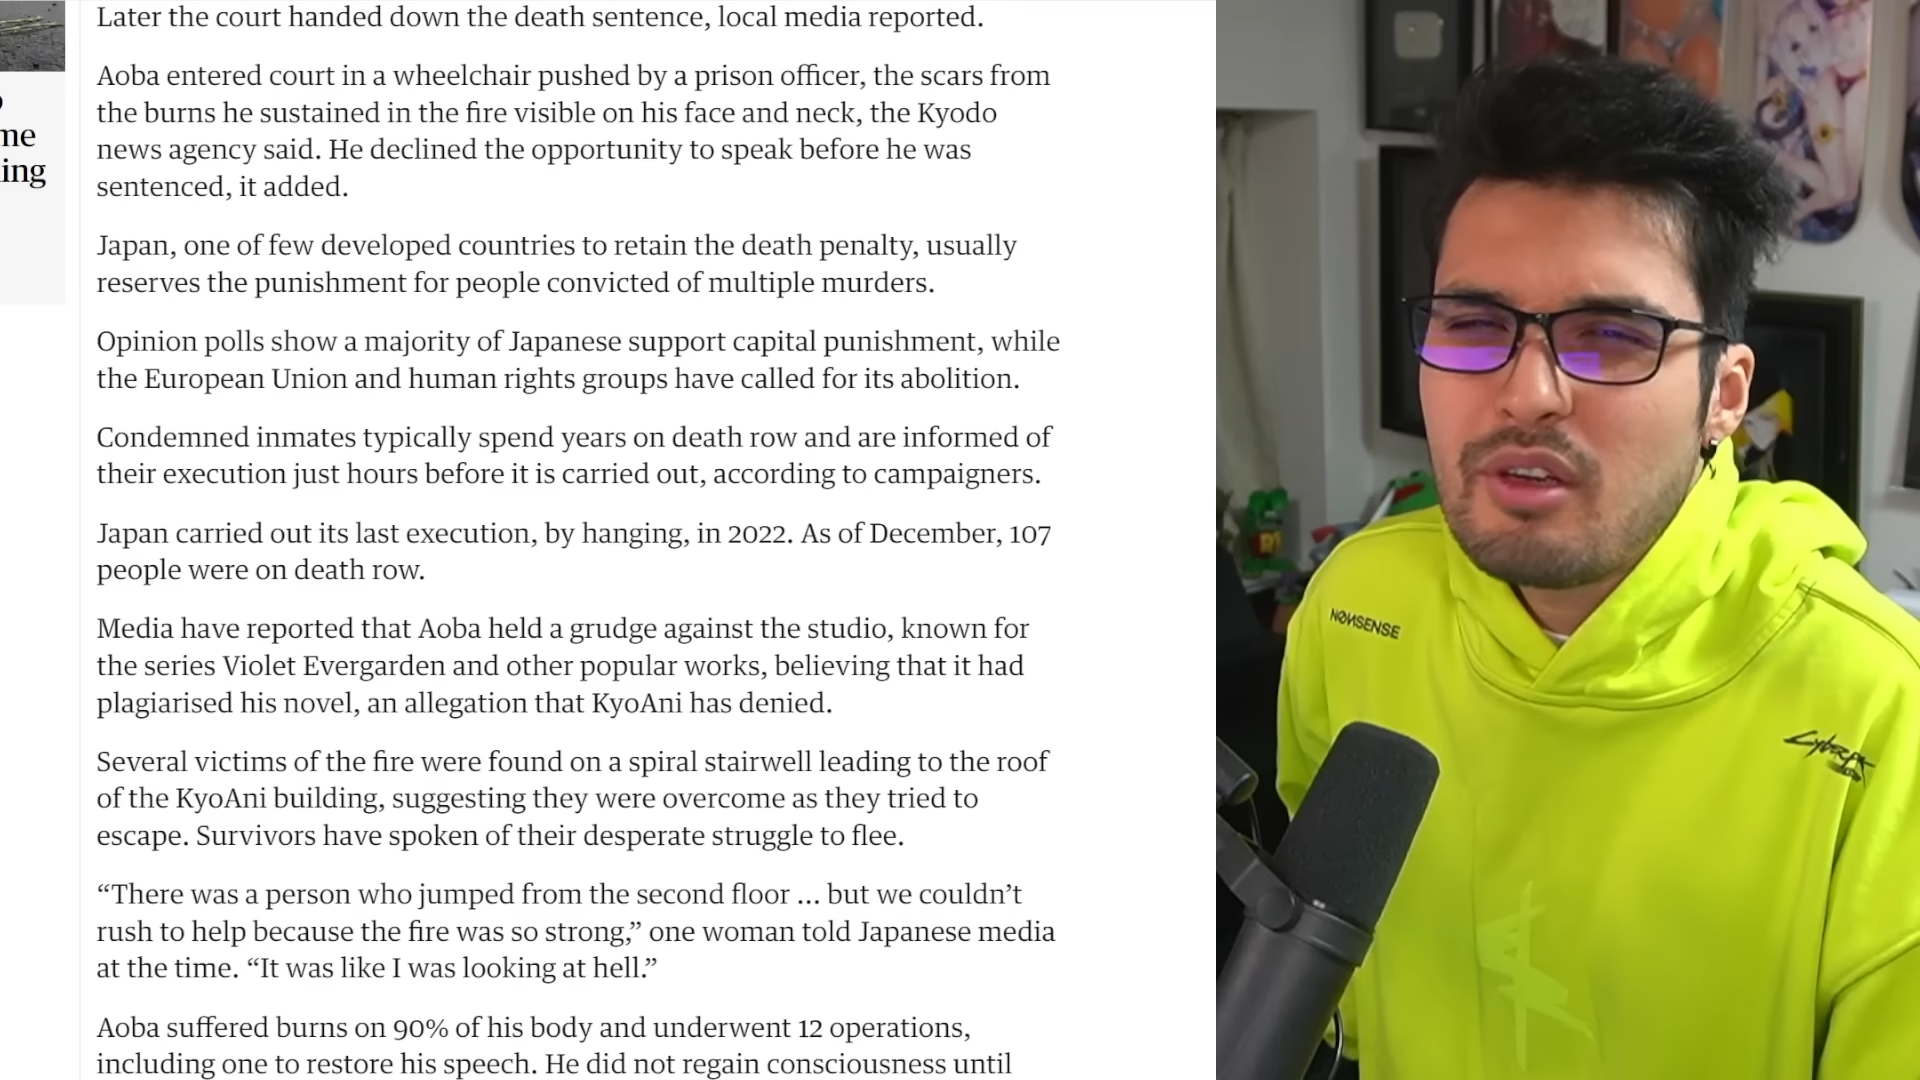 Later the court handed down the death sentence, local media reported.
Aoba entered court in a wheelchair pushed by a prison officer, the scars from
the burns he sustained in the fire visible on his face and neck, the Kyodo
news agency said. He declined the opportunity to speak before he was
sentenced, it added.
me
ing
Japan, one of few developed countries to retain the death penalty, usually
reserves the punishment for people convicted of multiple murders.
Opinion polls show a majority of Japanese support capital punishment, while
the European Union and human rights groups have called for its abolition.
Condemned inmates typically spend years on death row and are informed of
their execution just hours before it is carried out, according to campaigners.
Japan carried out its last execution, by hanging, in 2022. As of December, 107
people were on death row.
Media have reported that Aoba held a grudge against the studio, known for
the series Violet Evergarden and other popular works, believing that it had
plagiarised his novel, an allegation that KyoAni has denied.
Several victims of the fire were found on a spiral stairwell leading to the roof
of the KyoAni building, suggesting they were overcome as they tried to
escape. Survivors have spoken of their desperate struggle to flee.
“There was a person who jumped from the second floor ... but we couldn’t
rush to help because the fire was so strong,” one woman told Japanese media
at the time. “It was like I was looking at hell.”
Aoba suffered burns on 90% of his body and underwent 12 operations,
including one to restore his speech. He did not regain consciousness until
NONSENSE